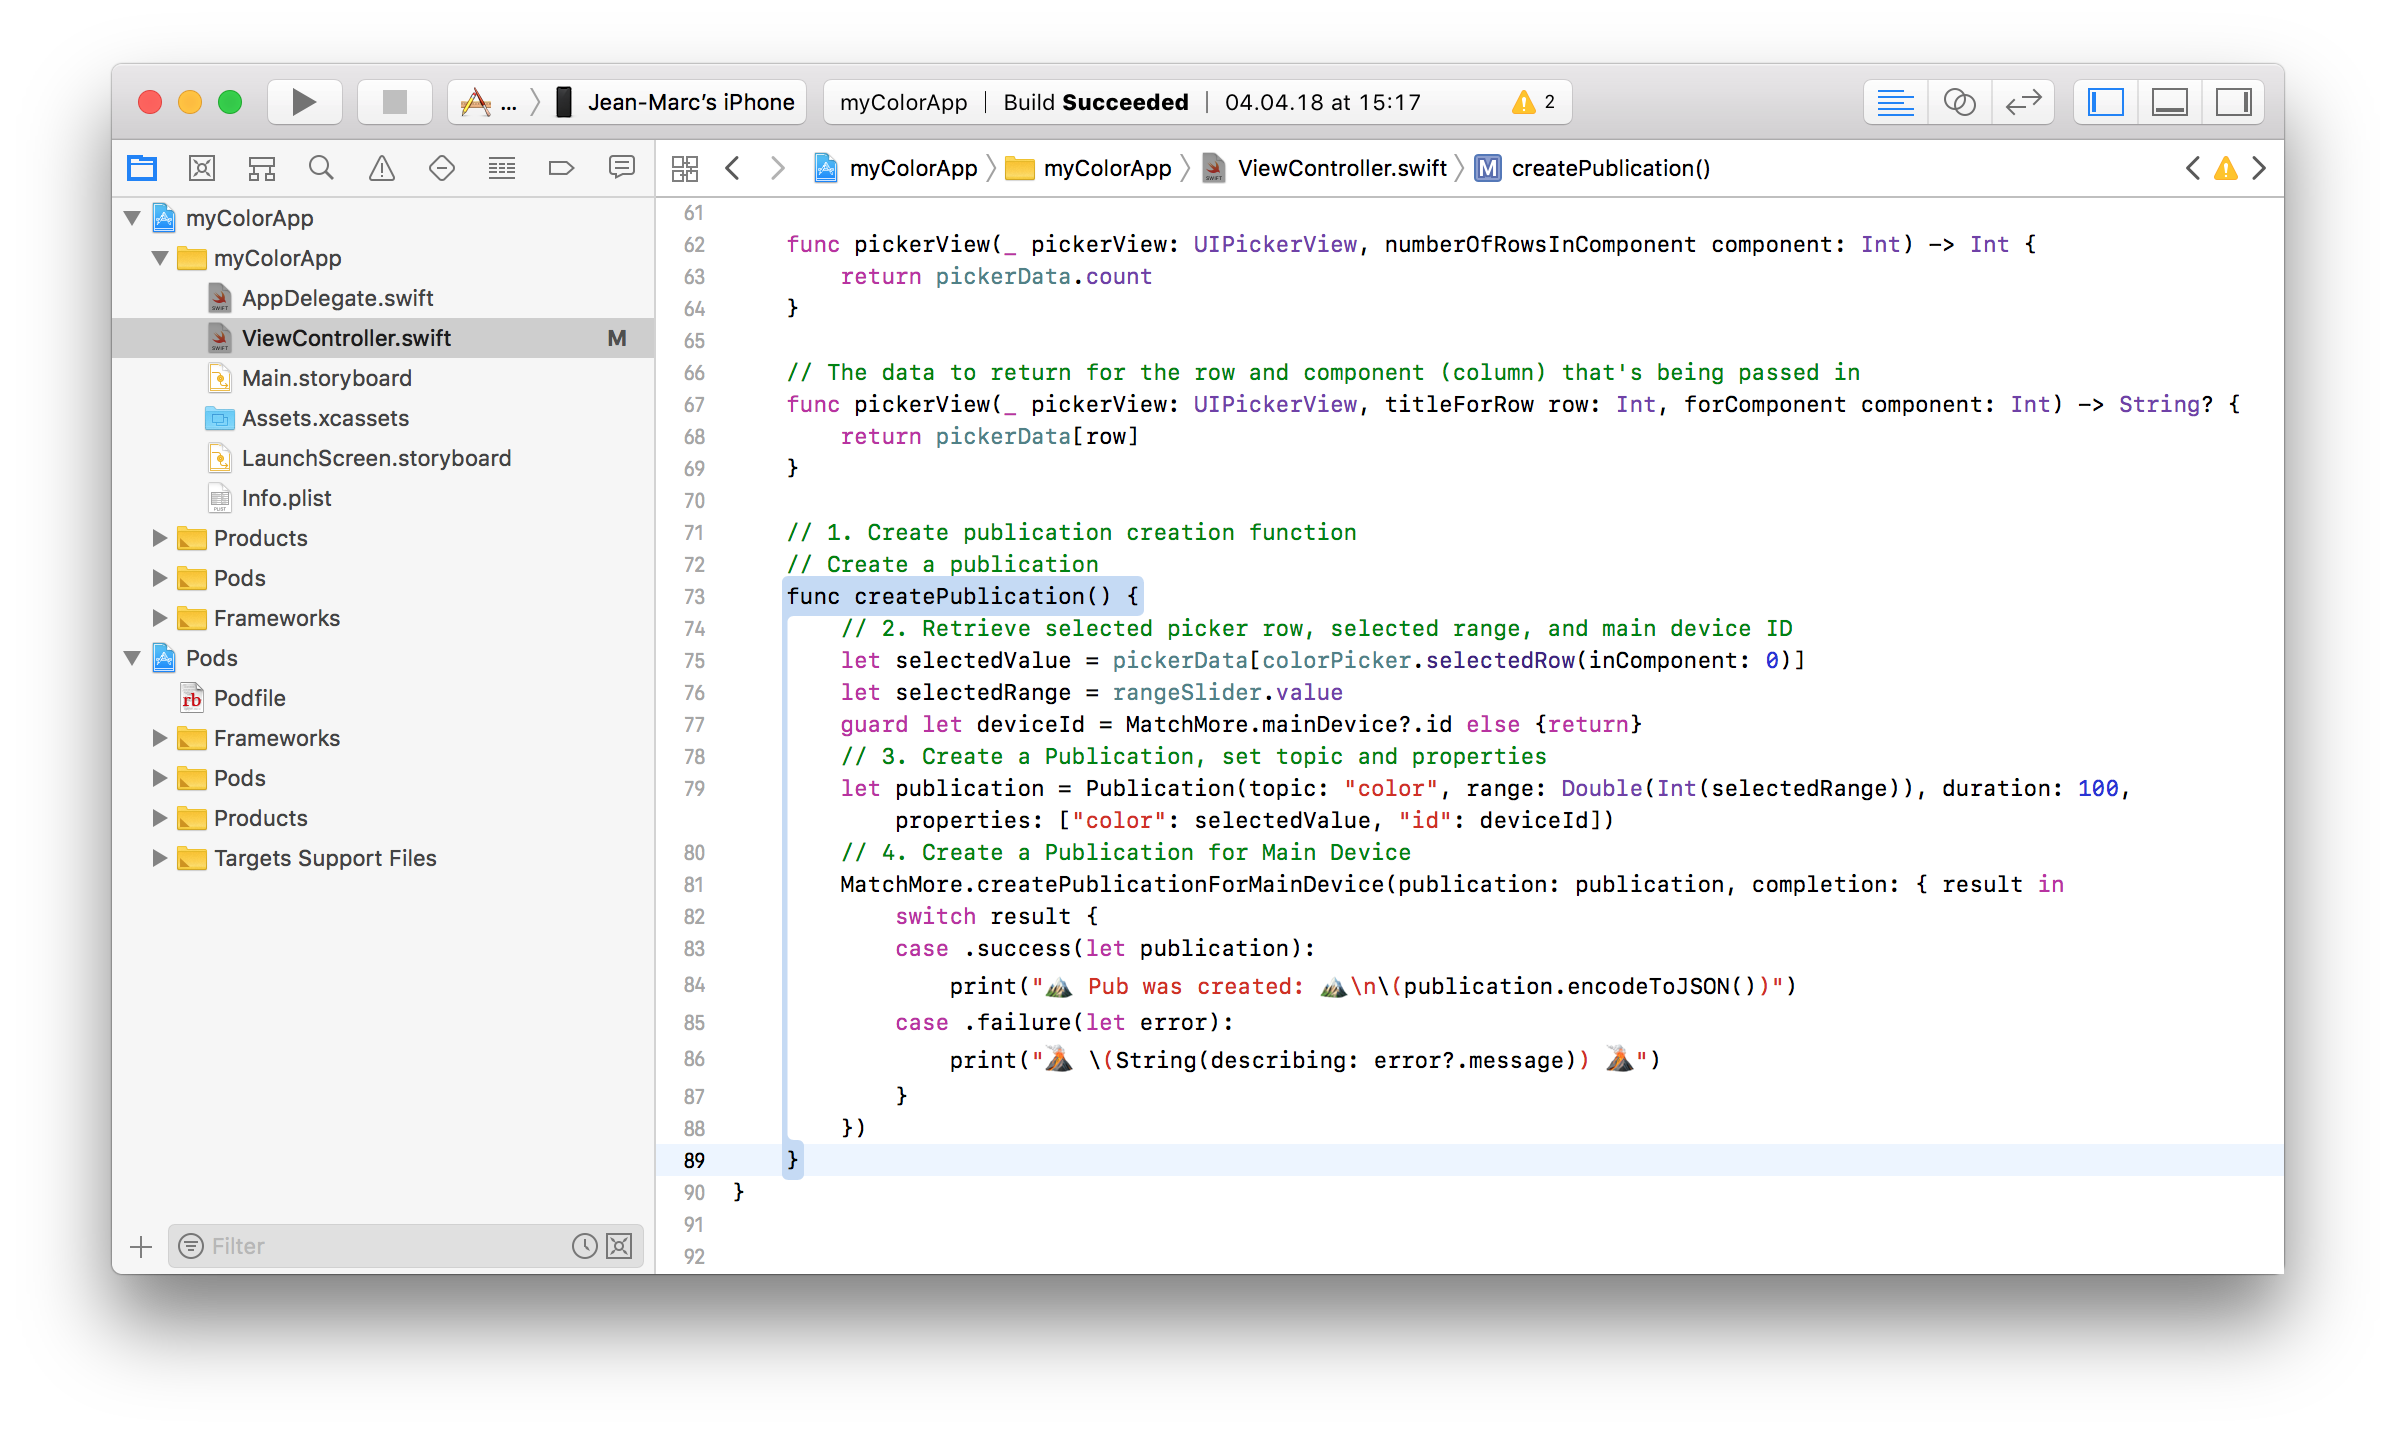 ... Jean-Marc’s iPhone
myColorApp | Build Succeeded | 04.04.18 at 15:17 2
myColorApp myColorApp ViewController.swift M createPublication()
myColorApp
myColorApp
AppDelegate.swift
ViewController.swift M
Main.storyboard
Assets.xcassets
LaunchScreen.storyboard
Info.plist
Products
Pods
Frameworks
Pods
rb Podfile
Frameworks
Pods
Products
Targets Support Files
Filter
61
62 func pickerView(_ pickerView: UIPickerView, numberOfRowsInComponent component: Int) -> Int {
63 return pickerData.count
64 }
65
66 // The data to return for the row and component (column) that's being passed in
67 func pickerView(_ pickerView: UIPickerView, titleForRow row: Int, forComponent component: Int) -> String? {
68 return pickerData[row]
69 }
70
71 // 1. Create publication creation function
72 // Create a publication
73 func createPublication() {
74 // 2. Retrieve selected picker row, selected range, and main device ID
75 let selectedValue = pickerData[colorPicker.selectedRow(inComponent: 0)]
76 let selectedRange = rangeSlider.value
77 guard let deviceId = MatchMore.mainDevice?.id else {return}
78 // 3. Create a Publication, set topic and properties
79 let publication = Publication(topic: "color", range: Double(Int(selectedRange)), duration: 100,
properties: ["color": selectedValue, "id": deviceId])
80 // 4. Create a Publication for Main Device
81 MatchMore.createPublicationForMainDevice(publication: publication, completion: { result in
82 switch result {
83 case .success(let publication):
84 print("🏔 Pub was created: 🏔\n\(publication.encodeToJSON())")
85 case .failure(let error):
86 print("🌋 \(String(describing: error?.message)) 🌋")
87 }
88 })
89 }
90 }
91
92